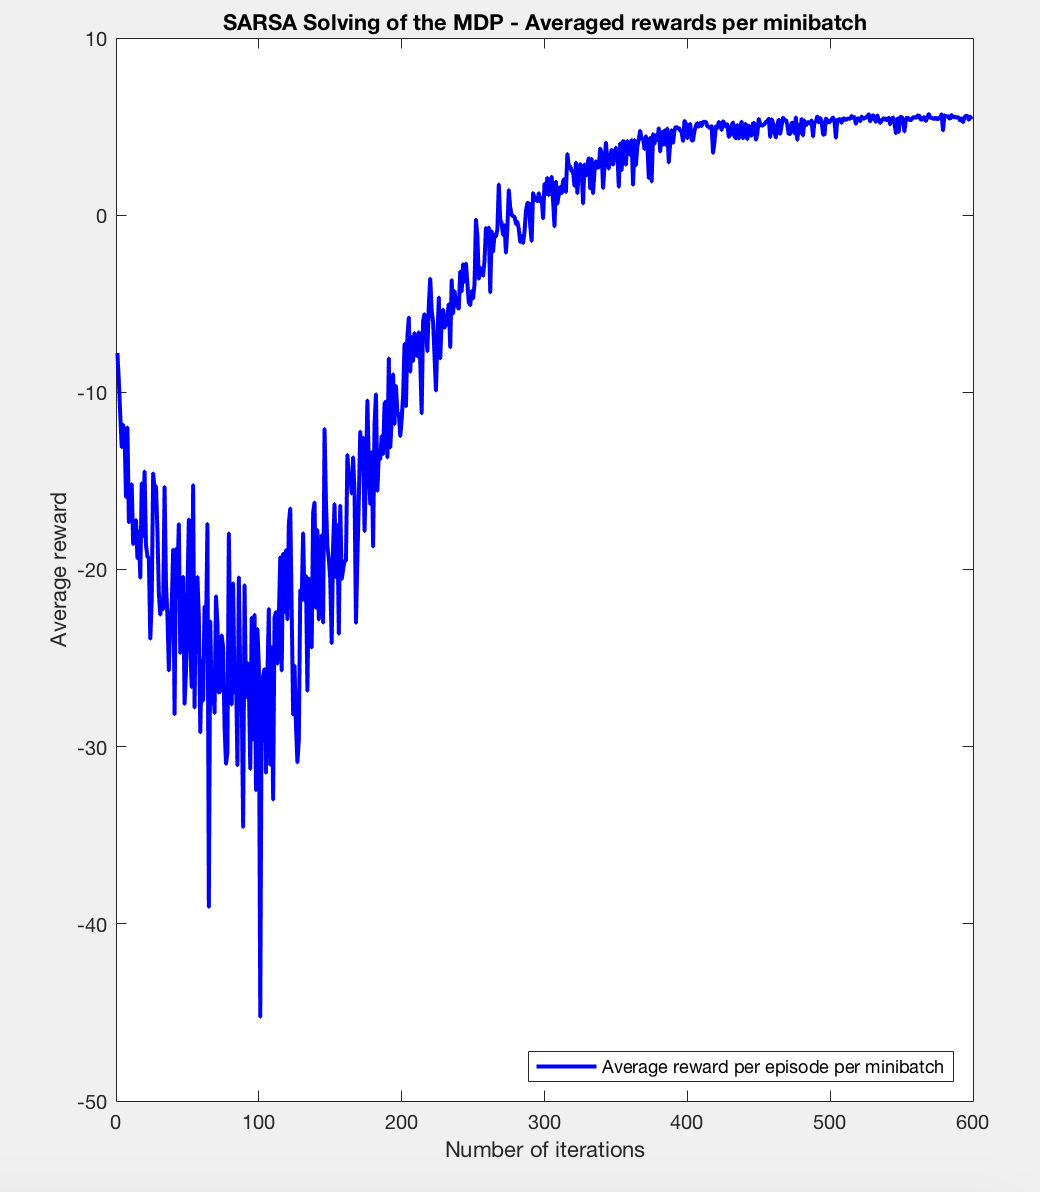 SARSA Solving of the MDP - Averaged rewards per minibatch
10
0
-10
-20
-30
-40
-50
Average reward
Average reward per episode per minibatch
0 100 200 300 400 500 600
Number of iterations